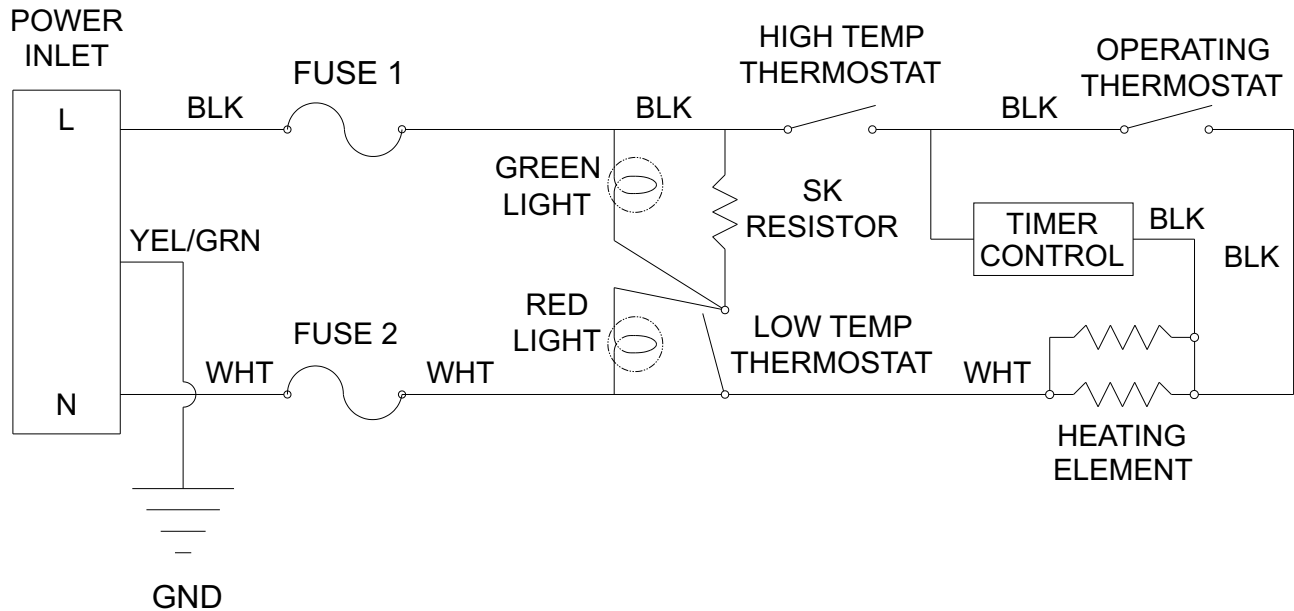 POWER
INLET
L
BLK
FUSE 1
BLK
HIGH TEMP
THERMOSTAT
BLK
OPERATING
THERMOSTAT
GREEN
LIGHT
SK
RESISTOR
TIMER
CONTROL
BLK
BLK
YEL/GRN
RED
LIGHT
LOW TEMP
THERMOSTAT
N
WHT
FUSE 2
WHT
WHT
HEATING
ELEMENT
GND